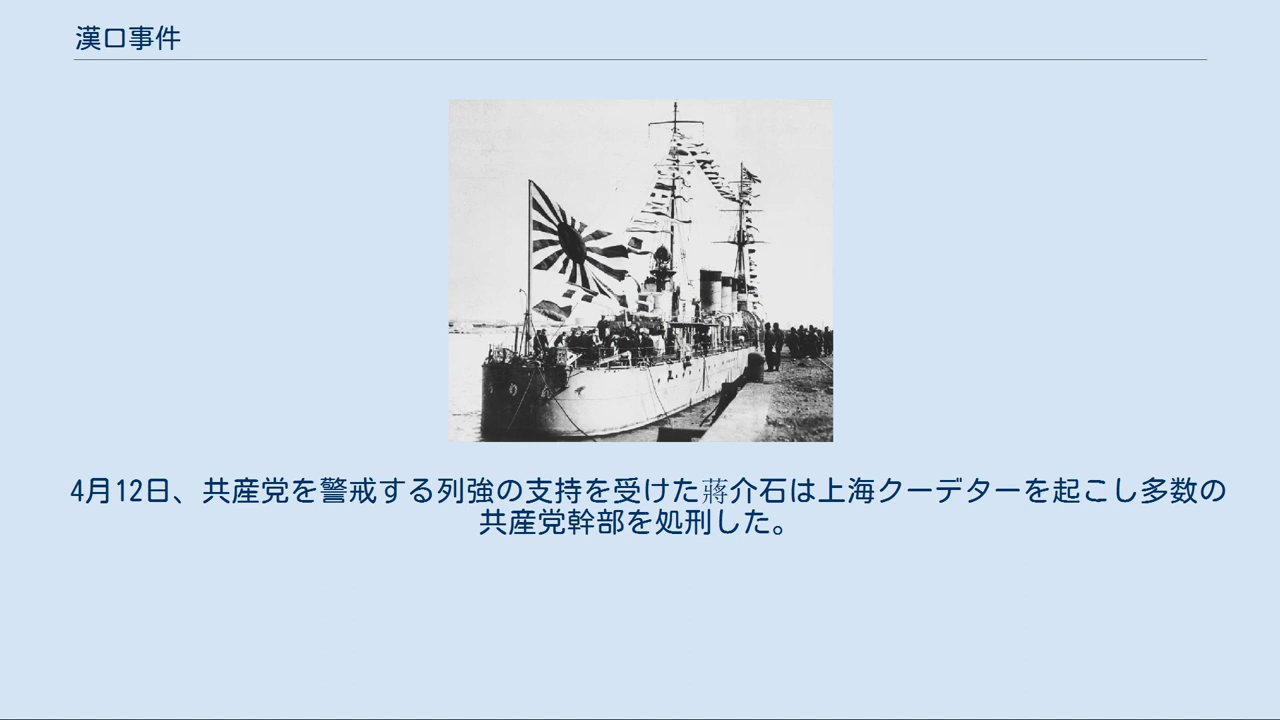 漢口事件
4月12日、共産党を警戒する列強の支持を受けた蔣介石は上海クーデターを起こし多数の
共産党幹部を処刑した。